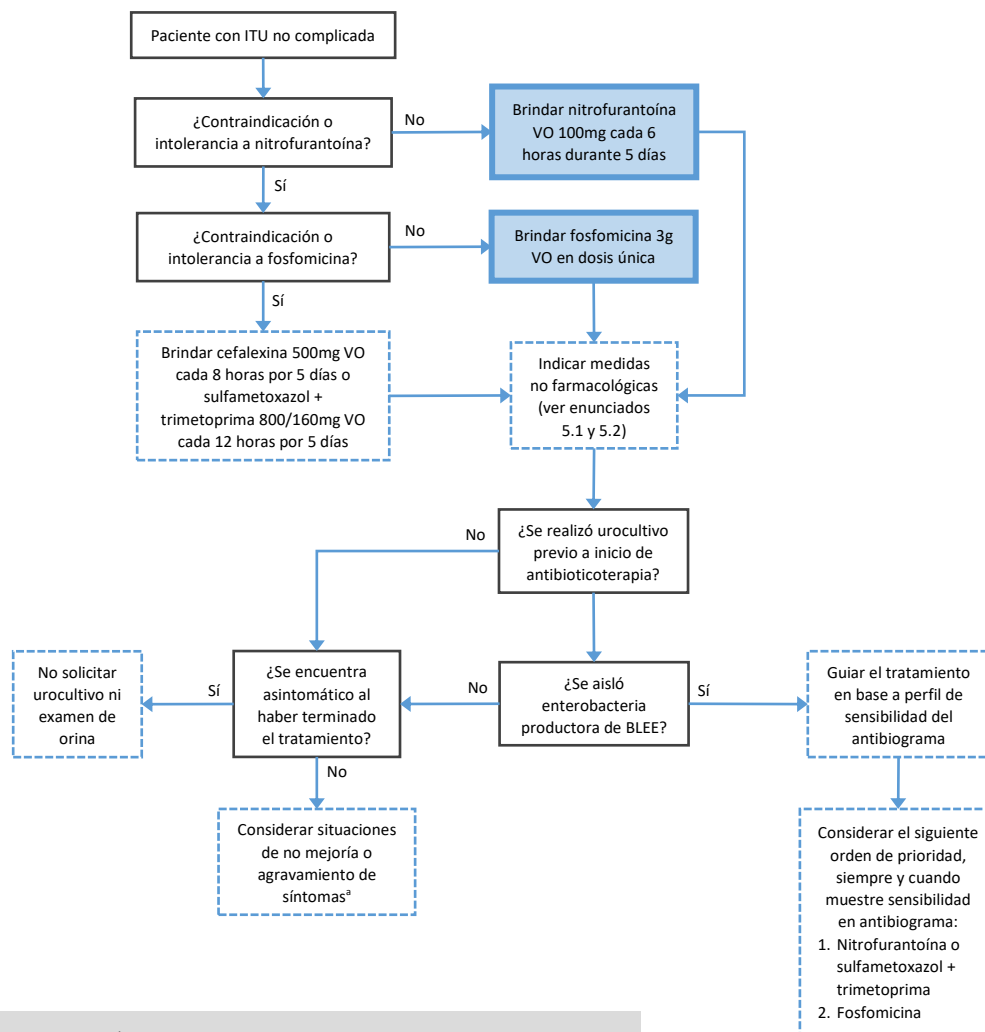 Paciente con ITU no complicada
¿Contraindicación o
intolerancia a nitrofurantoína?
No
Brindar nitrofurantoína
VO 100mg cada 6
horas durante 5 días
Sí
¿Contraindicación o
intolerancia a fosfomicina?
No
Brindar fosfomicina 3g
VO en dosis única
Sí
Brindar cefalexina 500mg VO
cada 8 horas por 5 días o
sulfametoxazol +
trimetoprima 800/160mg VO
cada 12 horas por 5 días
Indicar medidas
no farmacológicas
(ver enunciados
5.1 y 5.2)
¿Se realizó urocultivo
previo a inicio de
antibioticoterapia?
No
No solicitar
urocultivo ni
examen de
orina
Sí
¿Se encuentra
asintomático al
haber terminado
el tratamiento?
No
¿Se aisló
enterobacteria
productora de BLEE?
Sí
Guiar el tratamiento
en base a perfil de
sensibilidad del
antibiograma
No
Considerar situaciones
de no mejoría o
agravamiento de
síntomasª
Considerar el siguiente
orden de prioridad,
siempre y cuando
muestre sensibilidad
en antibiograma:
1. Nitrofurantoína o
sulfametoxazol +
trimetoprima
2. Fosfomicina